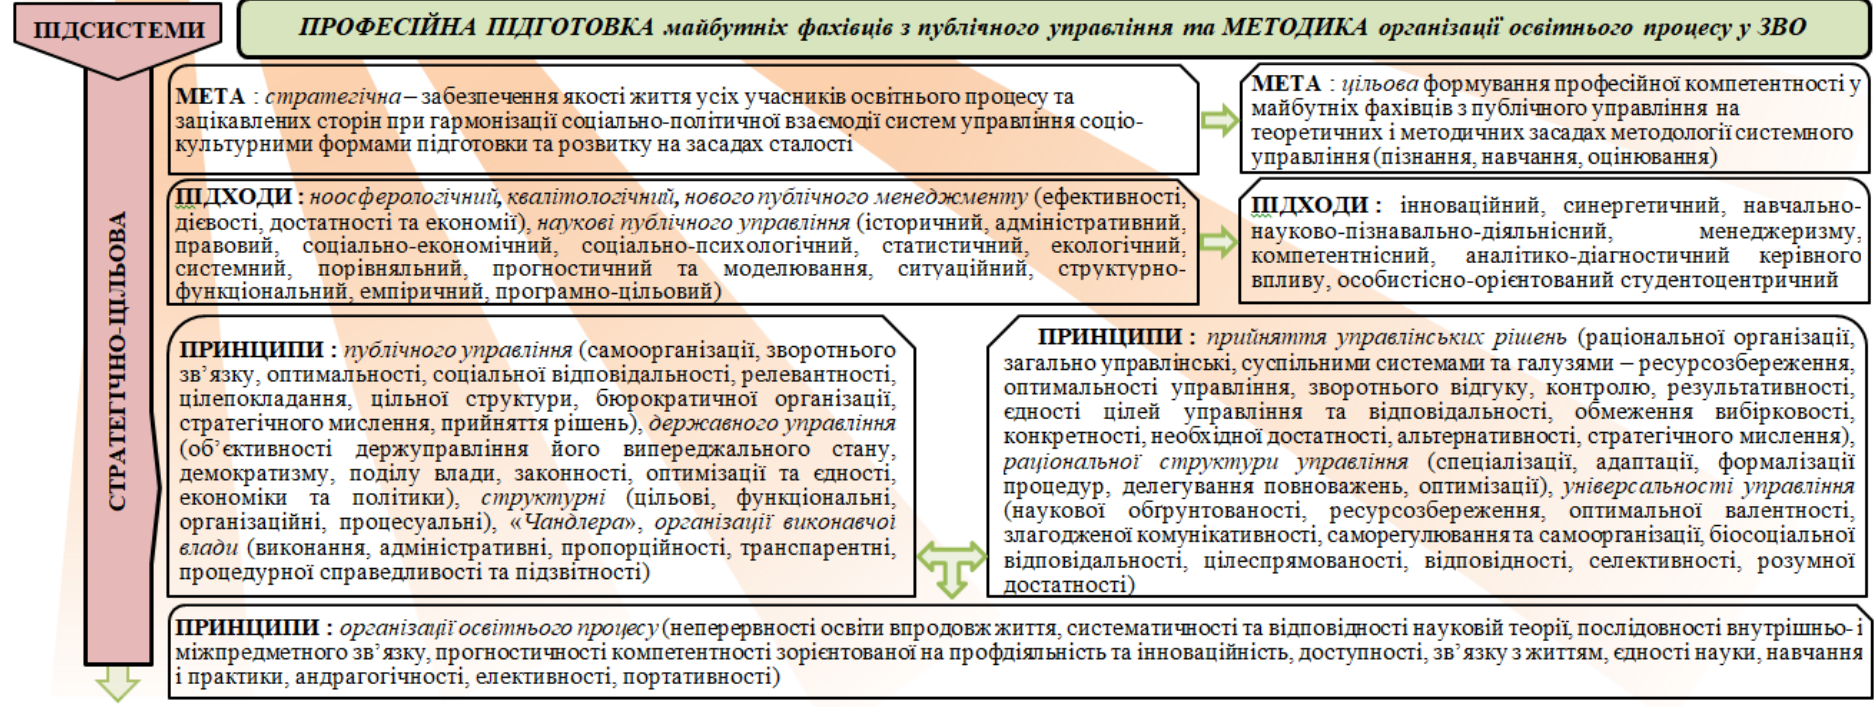 ПІДСИСТЕМИ
ПРОФЕСІЙНА ПІДГОТОВКА майбутніх фахівців з публічного управління та МЕТОДИКА організації освітнього процесу у ЗВО
СТРАТЕГІЧНО-ЦІЛЬОВА
МЕТА : стратегічна – забезпечення якості життя усіх учасників освітнього процесу та
зацікавлених сторін при гармонізації соціально-політичної взаємодії систем управління соціо-
культурними формами підготовки та розвитку на засадах сталості
МЕТА : цільова формування професійної компетентності у
майбутніх фахівців з публічного управління на
теоретичних і методичних засадах методології системного
управління (пізнання, навчання, оцінювання)
ПІДХОДИ : ноосферологічний, квалітологічний, нового публічного менеджменту (ефективності,
дієвості, достатності та економії), наукові публічного управління (історичний, адміністративний,
правовий, соціально-економічний, соціально-психологічний, статистичний, екологічний,
системний, порівняльний, прогностичний та моделювання, ситуаційний, структурно-
функціональний, емпіричний, програмно-цільовий)
ПІДХОДИ : інноваційний, синергетичний, навчально-
науково-пізнавально-діяльнісний, менеджеризму,
компетентнісний, аналітико-діагностичний керівного
впливу, особистісно-орієнтований студентоцентричний
ПРИНЦИПИ : публічного управління (самоорганізації, зворотнього
зв’язку, оптимальності, соціальної відповідальності, релевантності,
цілепокладання, цільної структури, бюрократичної організації,
стратегічного мислення, прийняття рішень), державного управління
(об’єктивності держуправління його випереджального стану,
демократизму, поділу влади, законності, оптимізації та єдності,
економіки та політики), структурні (цільові, функціональні,
організаційні, процесуальні), «Чандлера», організації виконавчої
влади (виконання, адміністративні, пропорційності, транспарентні,
процедурної справедливості та підзвітності)
ПРИНЦИПИ : прийняття управлінських рішень (раціональної організації,
загально управлінські, суспільними системами та галузями – ресурсозбереження,
оптимальності управління, зворотнього відгуку, контролю, результативності,
єдності цілей управління та відповідальності, обмеження вибірковості,
конкретності, необхідної достатності, альтернативності, стратегічного мислення),
раціональної структури управління (спеціалізації, адаптації, формалізації
процедур, делегування повноважень, оптимізації), універсальності управління
(наукової обґрунтованості, ресурсозбереження, оптимальної валентності,
злагодженої комунікативності, саморегулювання та самоорганізації, біосоціальної
відповідальності, цілеспрямованості, відповідності, селективності, розумної
достатності)
ПРИНЦИПИ : організації освітнього процесу (неперервності освіти впродовж життя, систематичності та відповідності науковій теорії, послідовності внутрішньо- і
міжпредметного зв’язку, прогностичності компетентності зорієнтованої на профдіяльність та інноваційність, доступності, зв’язку з життям, єдності науки, навчання
і практики, андрагогічності, елективності, портативності)